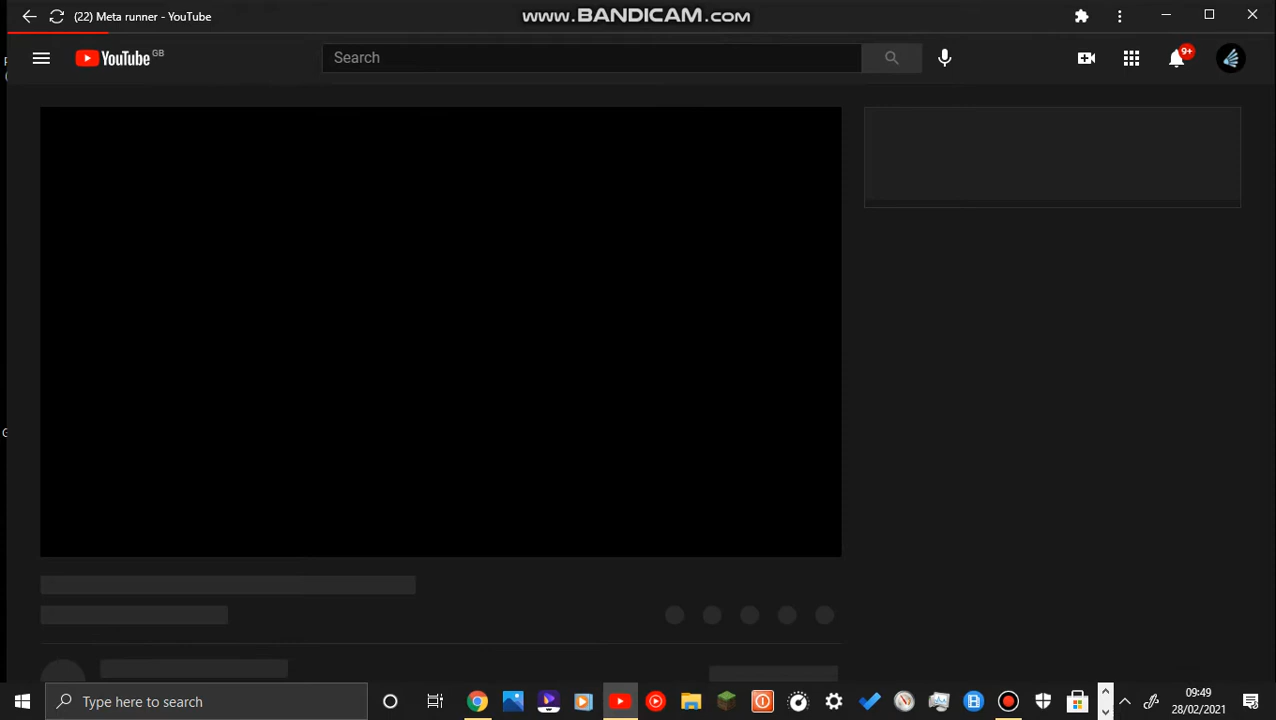 (22) Meta runner - YouTube
www.BANDICAM.com
YouTube GB
Search
9+
G
Type here to search
09:49
28/02/2021